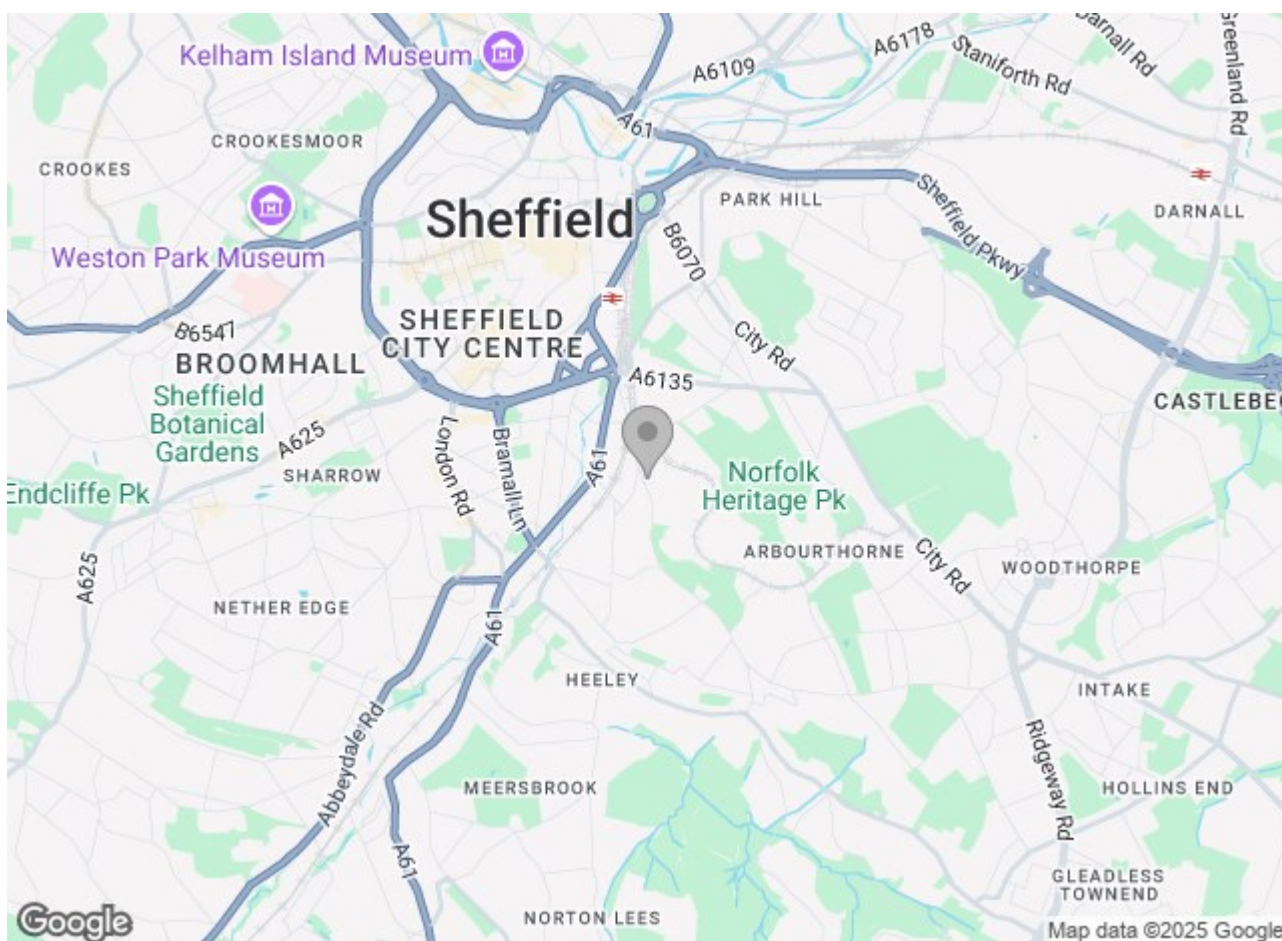 Kelham Island Museum
A6178
Darnall Rd
Staniforth Rd
Greenland Rd
A6109
A61
CROOKESMOOR
CROOKES
Sheffield Pkwy
PARK HILL
DARNALL
Sheffield
B6070
Weston Park Museum
SHEFFIELD
CITY CENTRE
B6547
BROOMHALL
City Rd
A6135
Sheffield
Botanical
Gardens
CASTLEBE
A625
London Rd
Bramall Ln
A61
SHARROW
Endcliffe Pk
Norfolk
Heritage Pk
ARBOURTHORNE
City Rd
WOODTHORPE
A625
NETHER EDGE
A61
HEELEY
INTAKE
Abbeydale Rd
Ridgeway Rd
MEERSBROOK
HOLLINS END
A61
GLEADLESS
TOWNEND
NORTON LEES
Google
Map data ©2025 Google